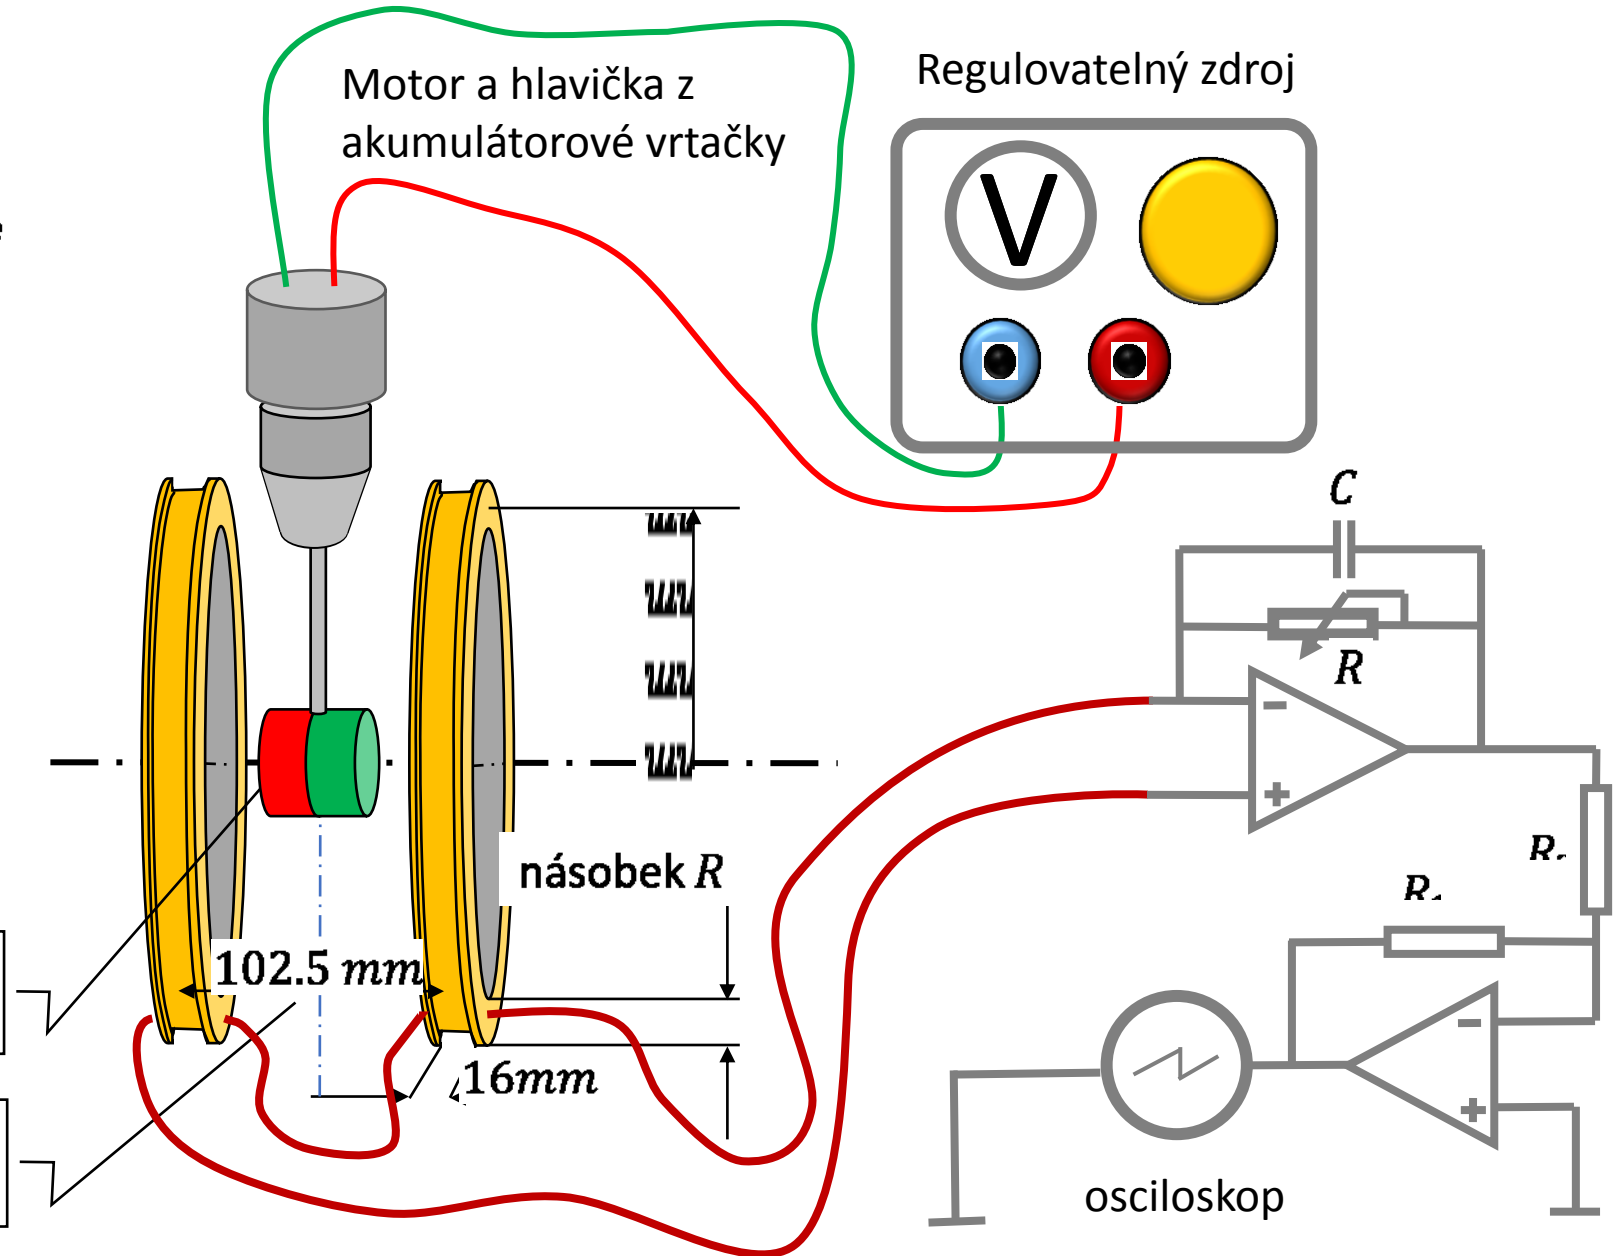 Motor a hlavička z
akumulátorové vrtačky
Regulovatelný zdroj
V
C
R
−
+
násobek R
102.5 mm
16mm
−
+
osciloskop